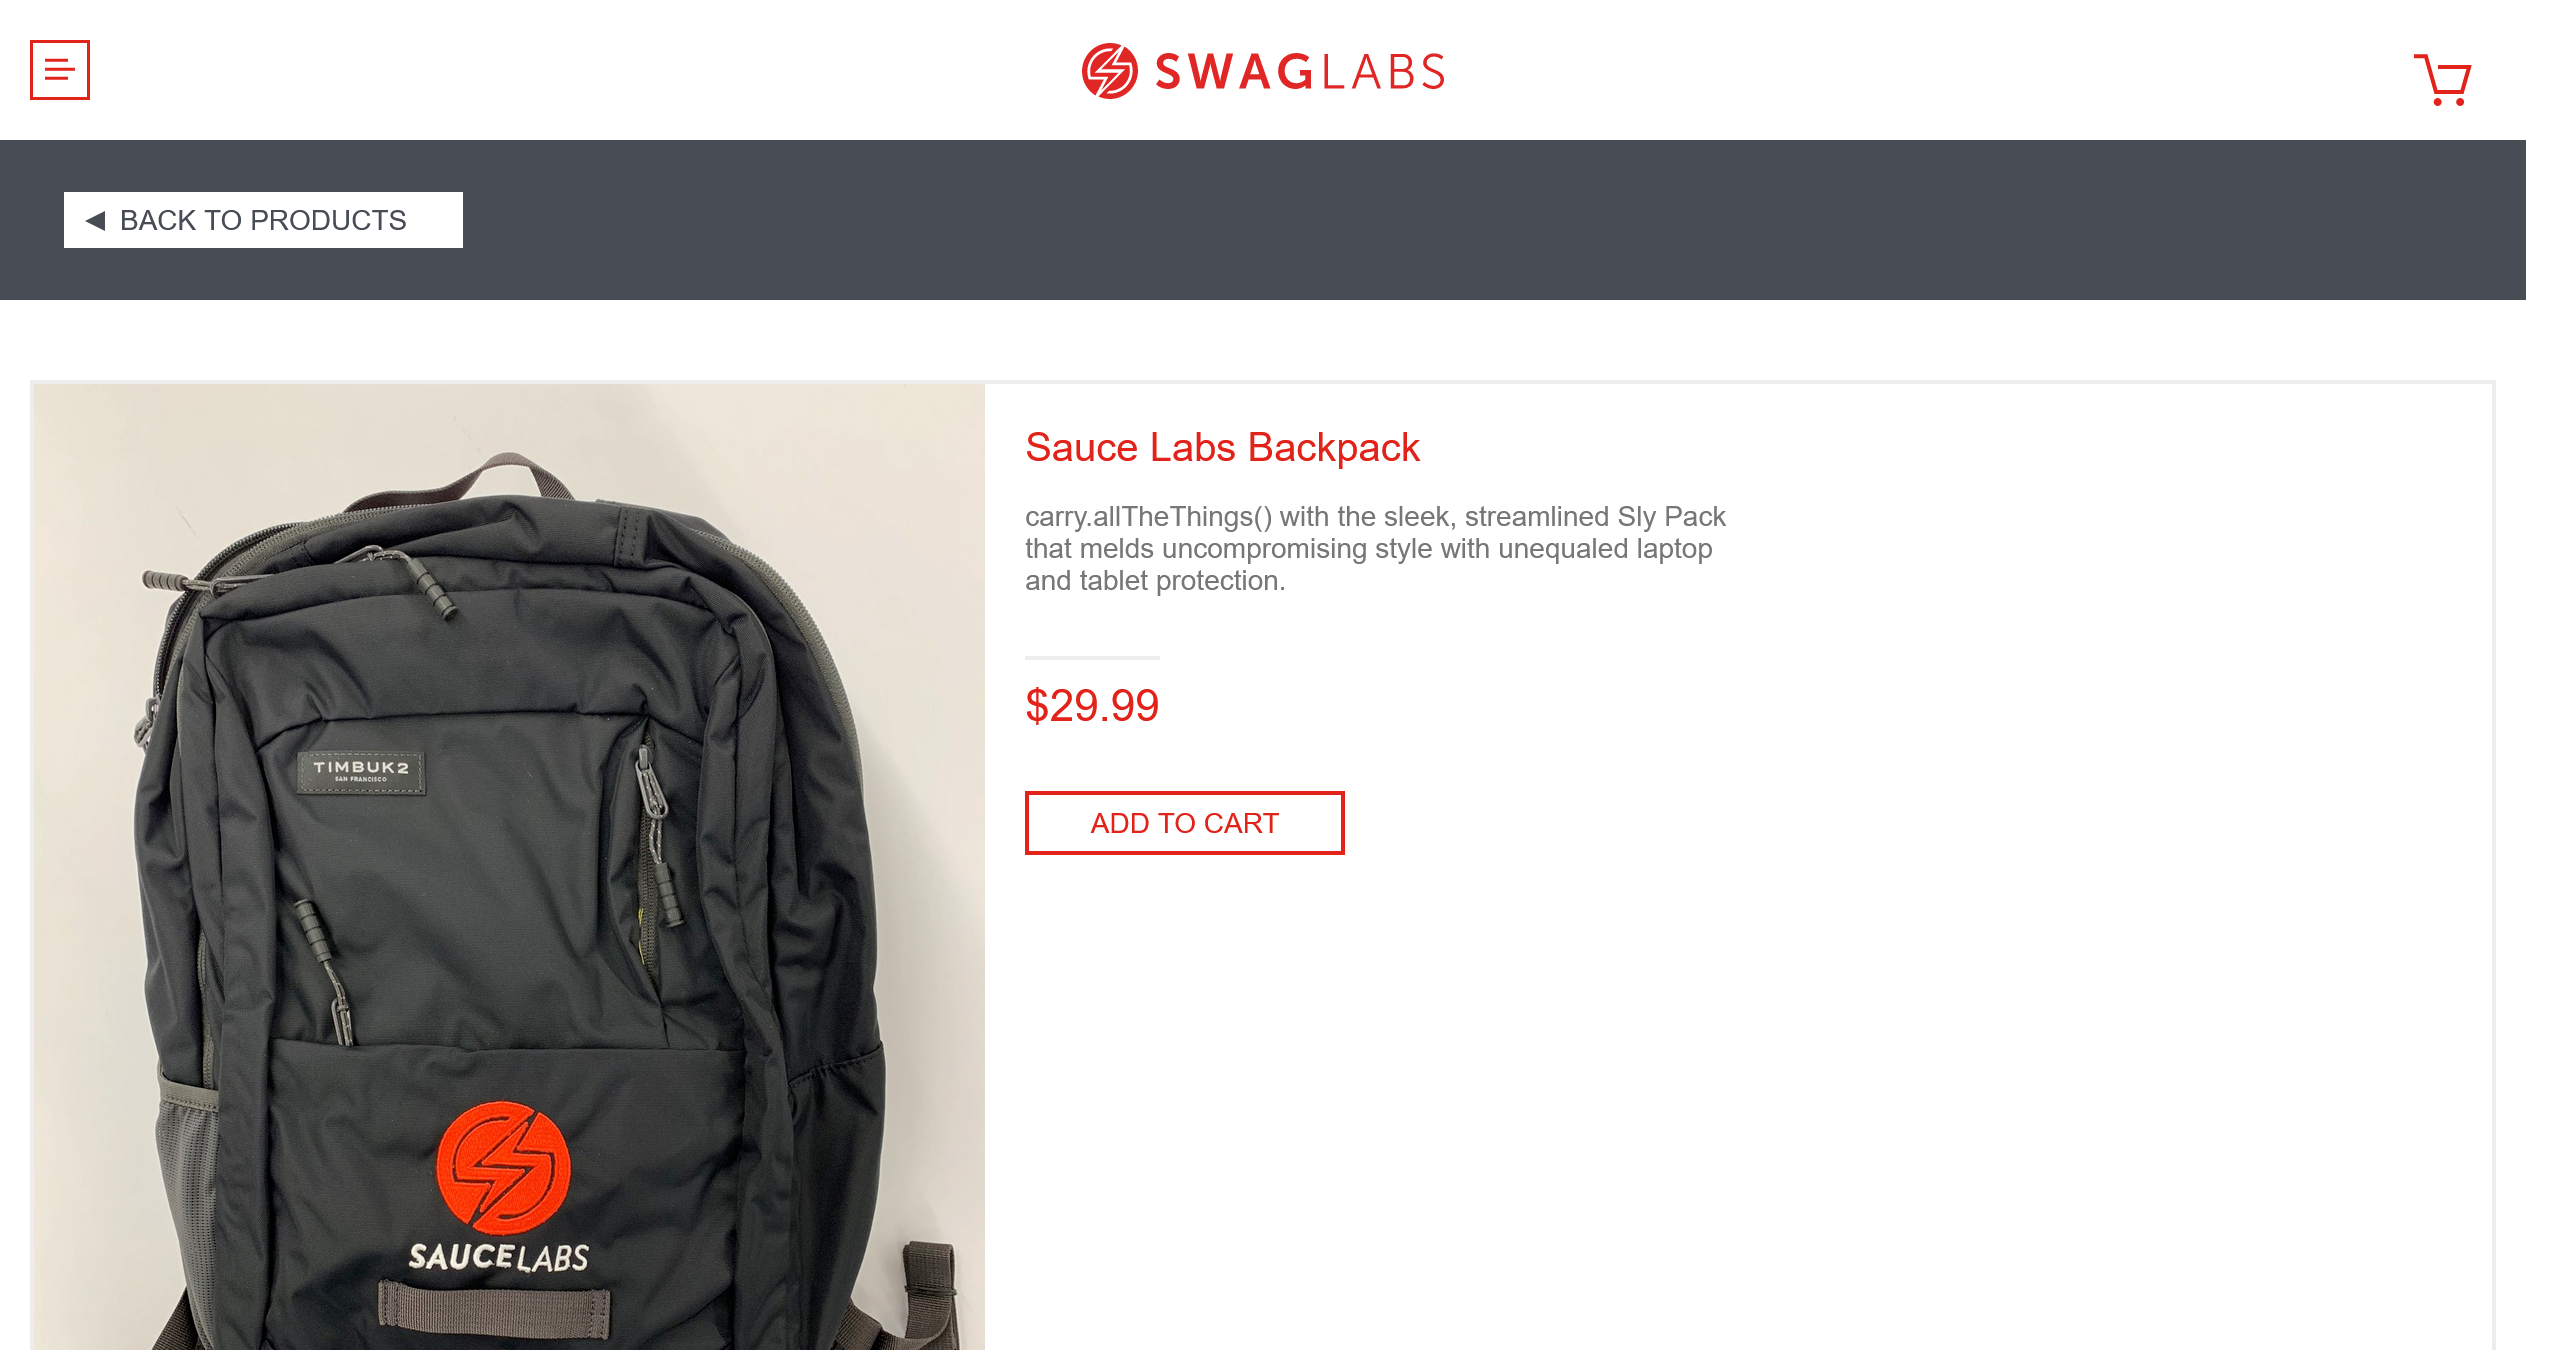 SWAGLABS
BACK TO PRODUCTS
Sauce Labs Backpack
carry.allTheThings() with the sleek, streamlined Sly Pack
that melds uncompromising style with unequaled laptop
and tablet protection.
$29.99
ADD TO CART
TIMBUK2
SAN FRANCISCO
SAUCELABS